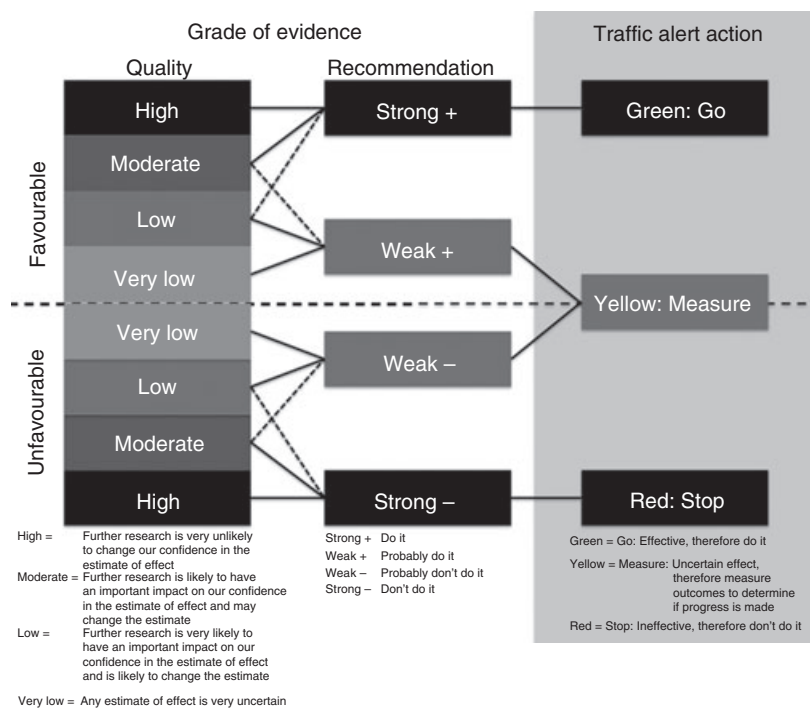 Grade of evidence
Traffic alert action
Quality
Recommendation
Favourable
Unfavourable
High
Moderate
Low
Very low
Very low
Low
Moderate
High
Strong +
Weak +
Weak –
Strong –
Green: Go
Yellow: Measure
Red: Stop
High = Further research is very unlikely
to change our confidence in the
estimate of effect
Moderate = Further research is likely to have
an important impact on our confidence
in the estimate of effect and may
change the estimate
Low = Further research is very likely to
have an important impact on our
confidence in the estimate of effect
and is likely to change the estimate
Very low = Any estimate of effect is very uncertain
Strong + Do it
Weak + Probably do it
Weak – Probably don't do it
Strong – Don't do it
Green = Go: Effective, therefore do it
Yellow = Measure: Uncertain effect,
therefore measure
outcomes to determine
if progress is made
Red = Stop: Ineffective, therefore don't do it